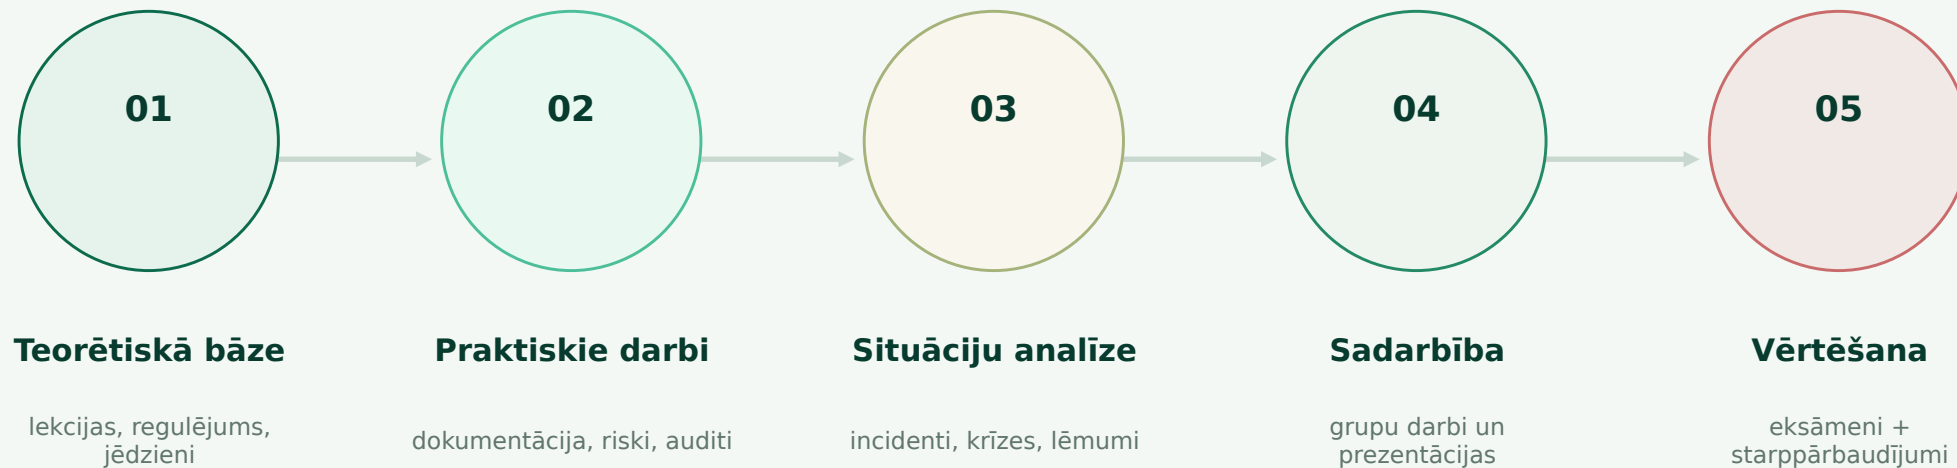 01
02
03
04
05
Teorētiskā bāze
Praktiskie darbi
Situāciju analīze
Sadarbība
Vērtēšana
lekcijas, regulējums,
jēdzieni
dokumentācija, riski, auditi
incidenti, krīzes, lēmumi
grupu darbi un
prezentācijas
eksāmeni +
starppārbaudījumi